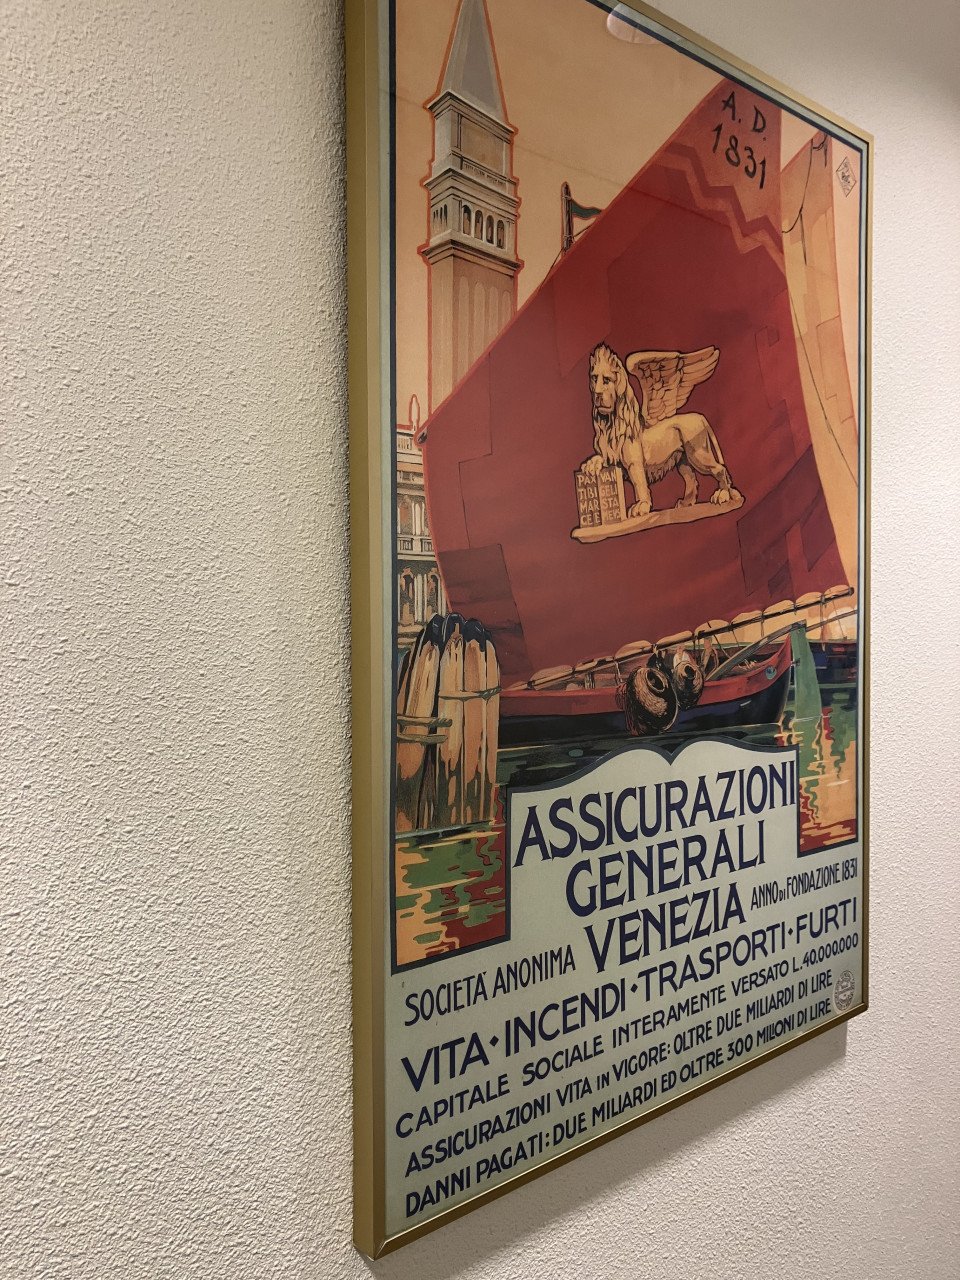 A. D.
1831
PAX
TIBI
MAR
CE E
VAN
GELI
STA
ASSICURAZIONI
GENERALI
SOCIETÀ ANONIMA VENEZIA ANNO DI FONDAZIONE 1831
VITA·INCENDI·TRASPORTI·FURTI
CAPITALE SOCIALE INTERAMENTE VERSATO L.40.000.000
ASSICURAZIONI VITA IN VIGORE: OLTRE DUE MILIARDI DI LIRE
DANNI PAGATI: DUE MILIARDI ED OLTRE 300 MILIONI DI LIRE